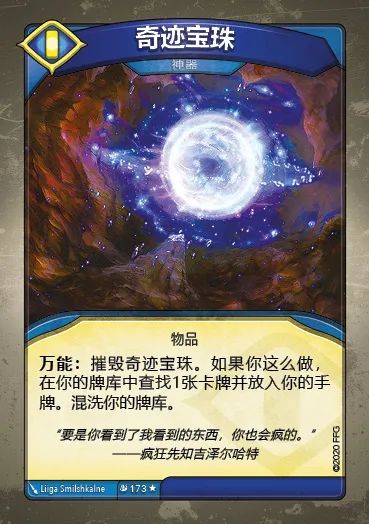 奇迹宝珠
神器
物品
万能：摧毁奇迹宝珠。如果你这么做，
在你的牌库中查找1张卡牌并放入你的手
牌。混洗你的牌库。
“要是你看到了我看到的东西，你也会疯的。”
——疯狂先知吉泽尔哈特
©2020 FFG
Liiga Smilshkalne
173 ★